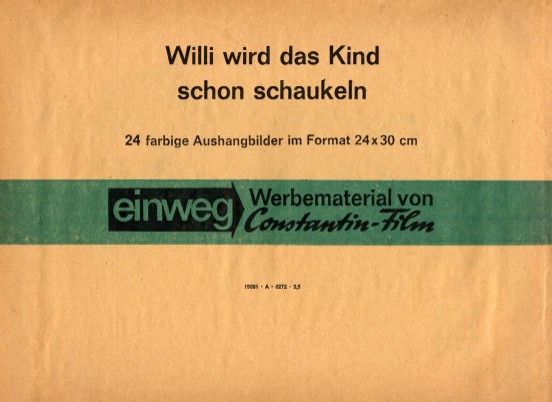 Willi wird das Kind
schon schaukeln
24 farbige Aushangbilder im Format 24x30 cm
einweg Werbematerial von
Constantin-Film
15081 · A · 0272 · 3,5